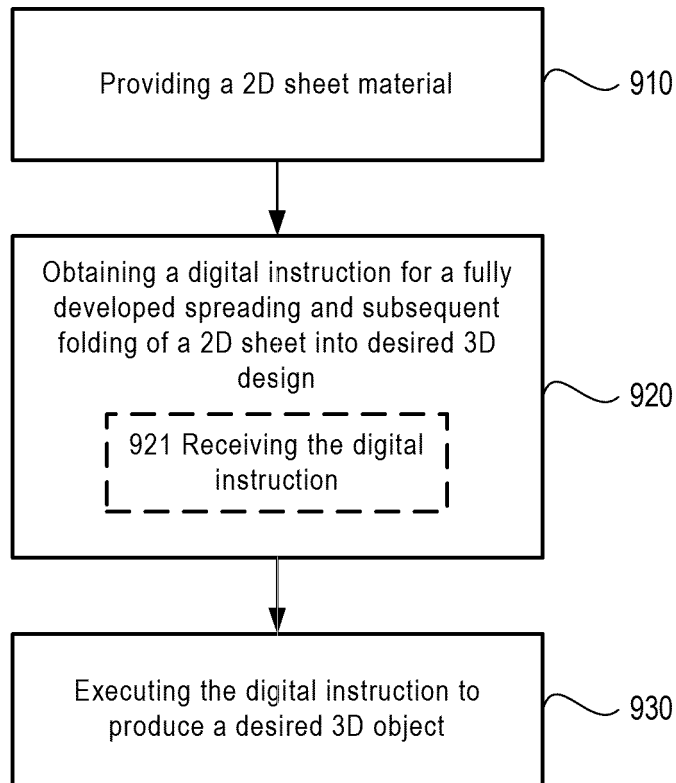 Providing a 2D sheet material
910
Obtaining a digital instruction for a fully
developed spreading and subsequent
folding of a 2D sheet into desired 3D
design
920
921 Receiving the digital
instruction
Executing the digital instruction to
produce a desired 3D object
930